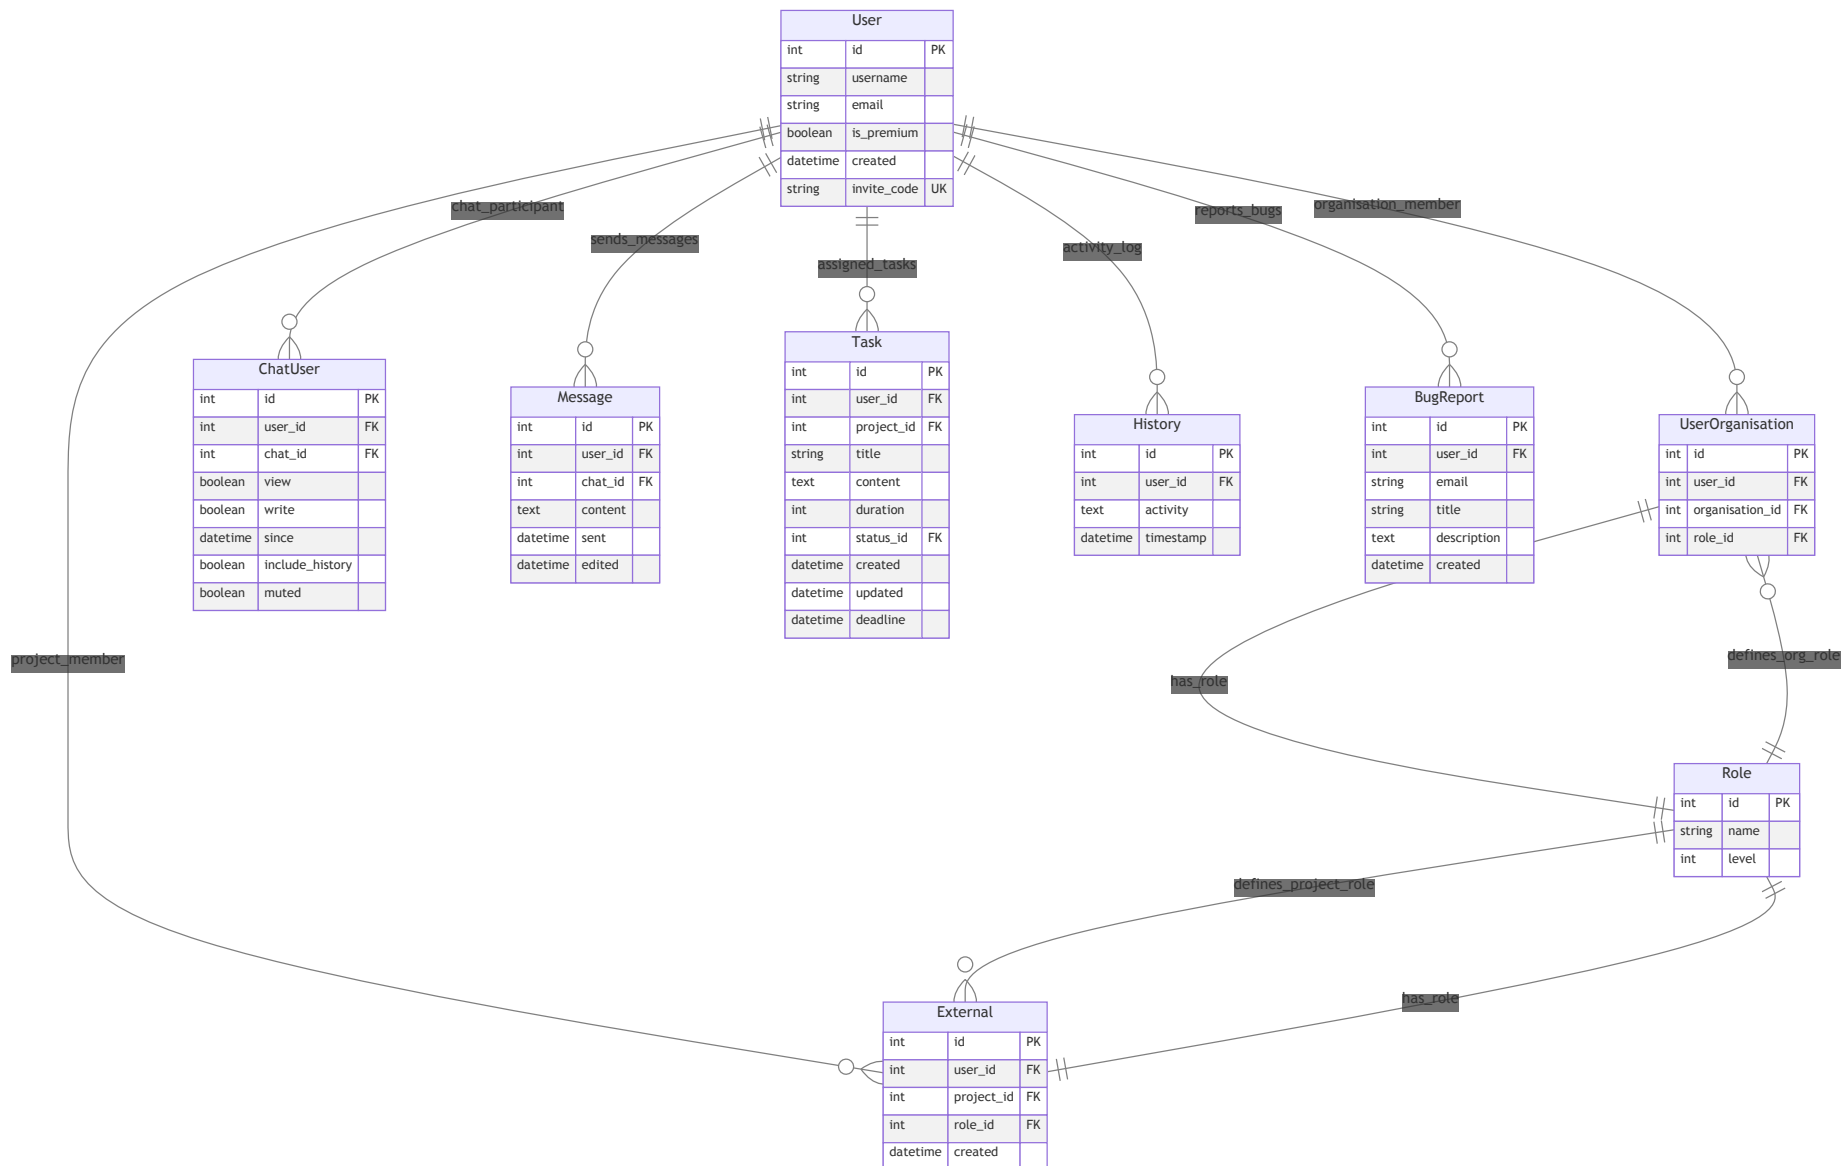 User
int id PK
string username
string email
boolean is_premium
datetime created
string invite_code UK
chat_participant
sends_messages
assigned_tasks
activity_log
reports_bugs
organisation_member
ChatUser
int id PK
int user_id FK
int chat_id FK
boolean view
boolean write
datetime since
boolean include_history
boolean muted
Message
int id PK
int user_id FK
int chat_id FK
text content
datetime sent
datetime edited
Task
int id PK
int user_id FK
int project_id FK
string title
text content
int duration
int status_id FK
datetime created
datetime updated
datetime deadline
History
int id PK
int user_id FK
text activity
datetime timestamp
BugReport
int id PK
int user_id FK
string email
string title
text description
datetime created
UserOrganisation
int id PK
int user_id FK
int organisation_id FK
int role_id FK
project_member
has_role
defines_org_role
Role
int id PK
string name
int level
defines_project_role
has_role
External
int id PK
int user_id FK
int project_id FK
int role_id FK
datetime created